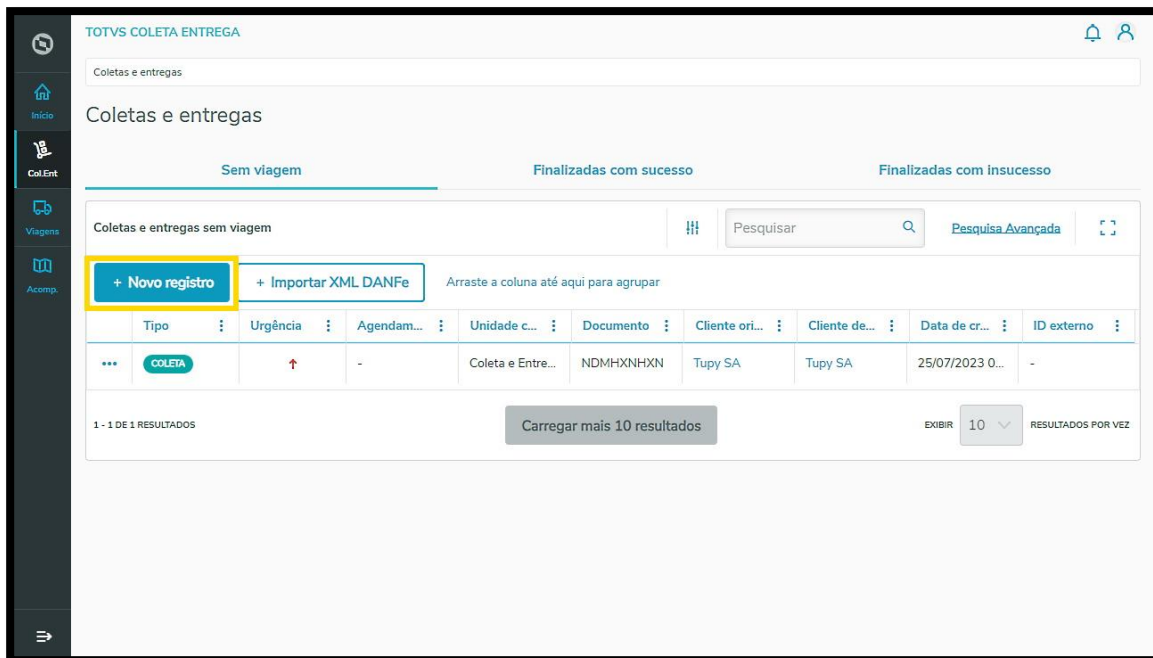 TOTVS COLETA ENTREGA
Coletas e entregas
Início
Col.Ent
Viagens
Acomp.
Coletas e entregas
Sem viagem Finalizadas com sucesso Finalizadas com insucesso
Coletas e entregas sem viagem Pesquisar Pesquisa Avançada
+ Novo registro + Importar XML DANFe Arraste a coluna até aqui para agrupar
Tipo Urgência Agendam... Unidade c... Documento Cliente ori... Cliente de... Data de cr... ID externo
... COLETA ↑ - Coleta e Entre... NDMHXNHXN Tupy SA Tupy SA 25/07/2023 0... -
1 - 1 DE 1 RESULTADOS Carregar mais 10 resultados EXIBIR 10 RESULTADOS POR VEZ